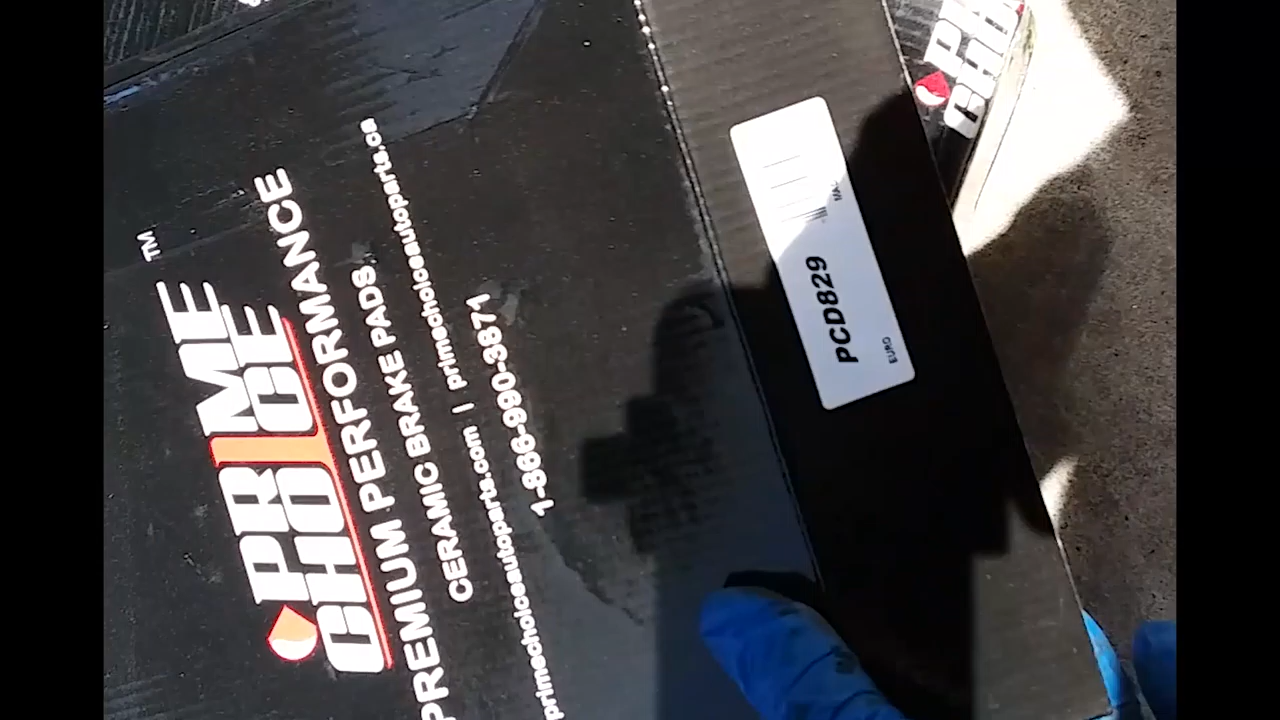 PRIME
CHOICE
TM
PREMIUM PERFORMANCE
CERAMIC BRAKE PADS
primechoiceautoparts.com | primechoiceautoparts.ca
1-866-990-3871
PCD829
EURO